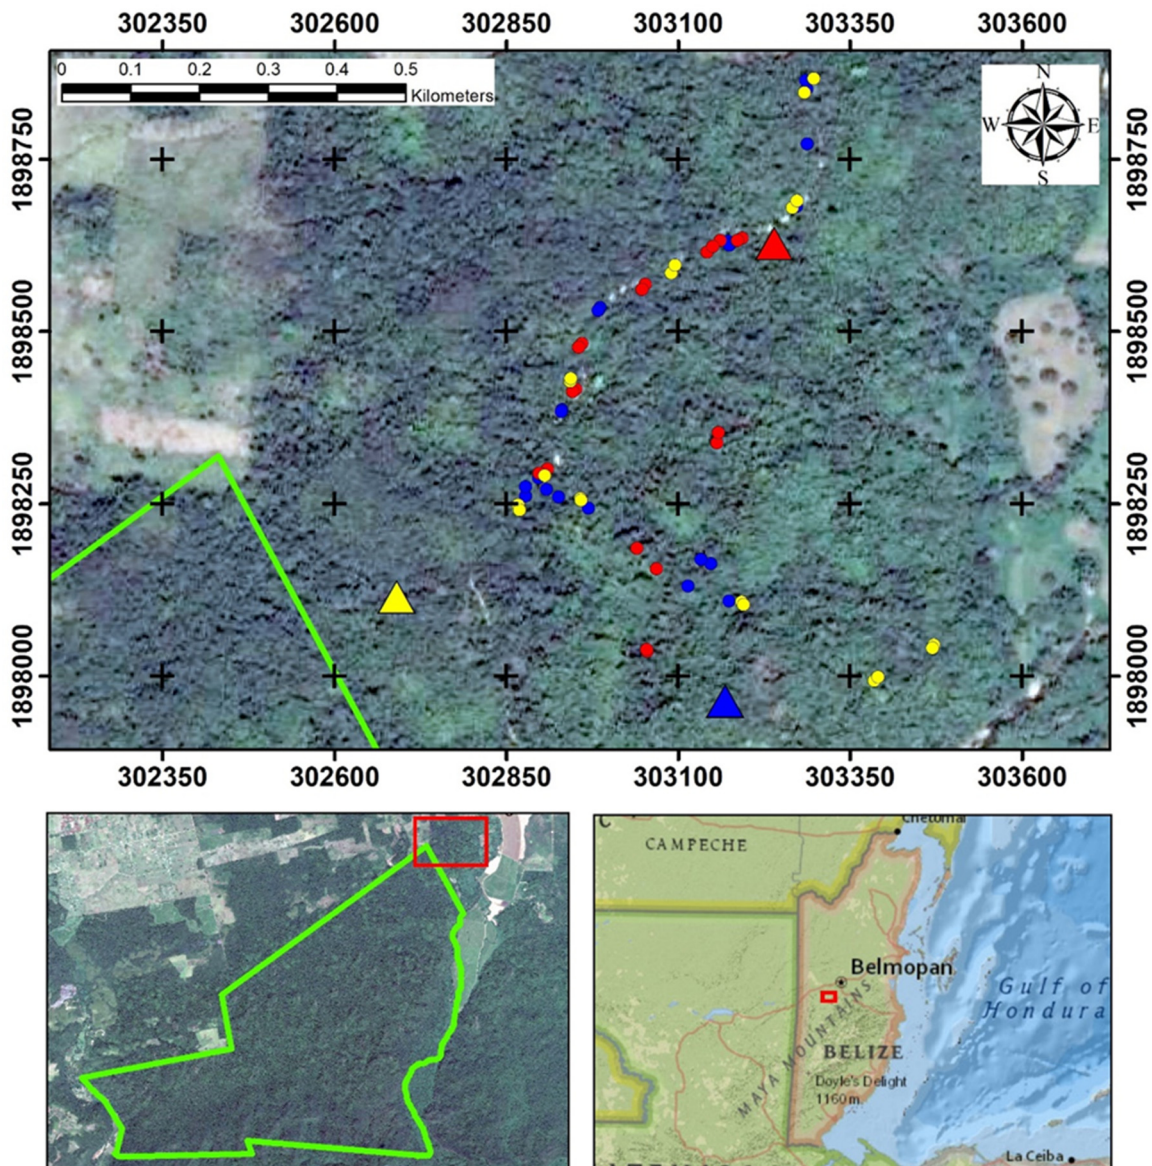 302350 302600 302850 303100 303350 303600
0 0.1 0.2 0.3 0.4 0.5
Kilometers
N
W E
S
1898750 1898750
1898500 1898500
1898250 1898250
1898000 1898000
302350 302600 302850 303100 303350 303600
Chetumal
C
CAMPECHE
Belmopan
Gulf of
Hondura
MAYA MOUNTAINS
BELIZE
Doyle's Delight
1160 m
La Ceiba